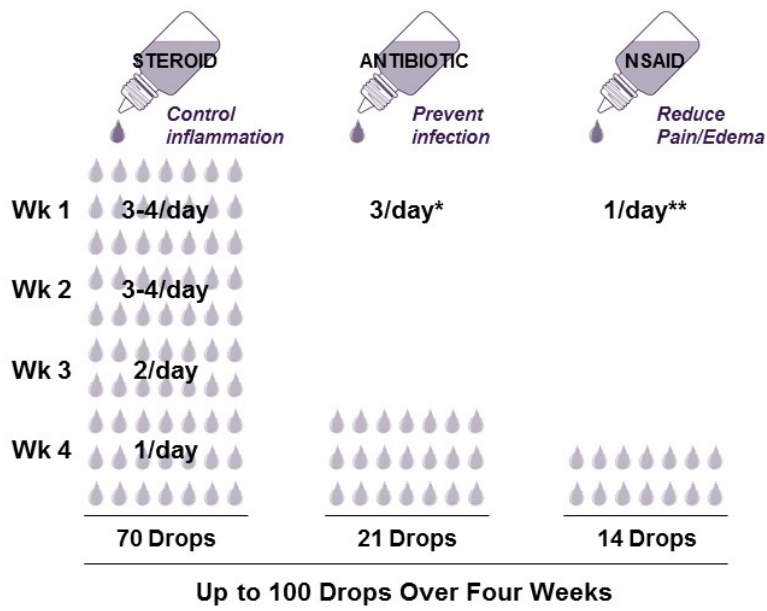 STEROID
ANTIBIOTIC
NSAID
Control
inflammation
Prevent
infection
Reduce
Pain/Edema
Wk 1
3-4/day
3/day*
1/day**
Wk 2
3-4/day
Wk 3
2/day
Wk 4
1/day
70 Drops
21 Drops
14 Drops
Up to 100 Drops Over Four Weeks